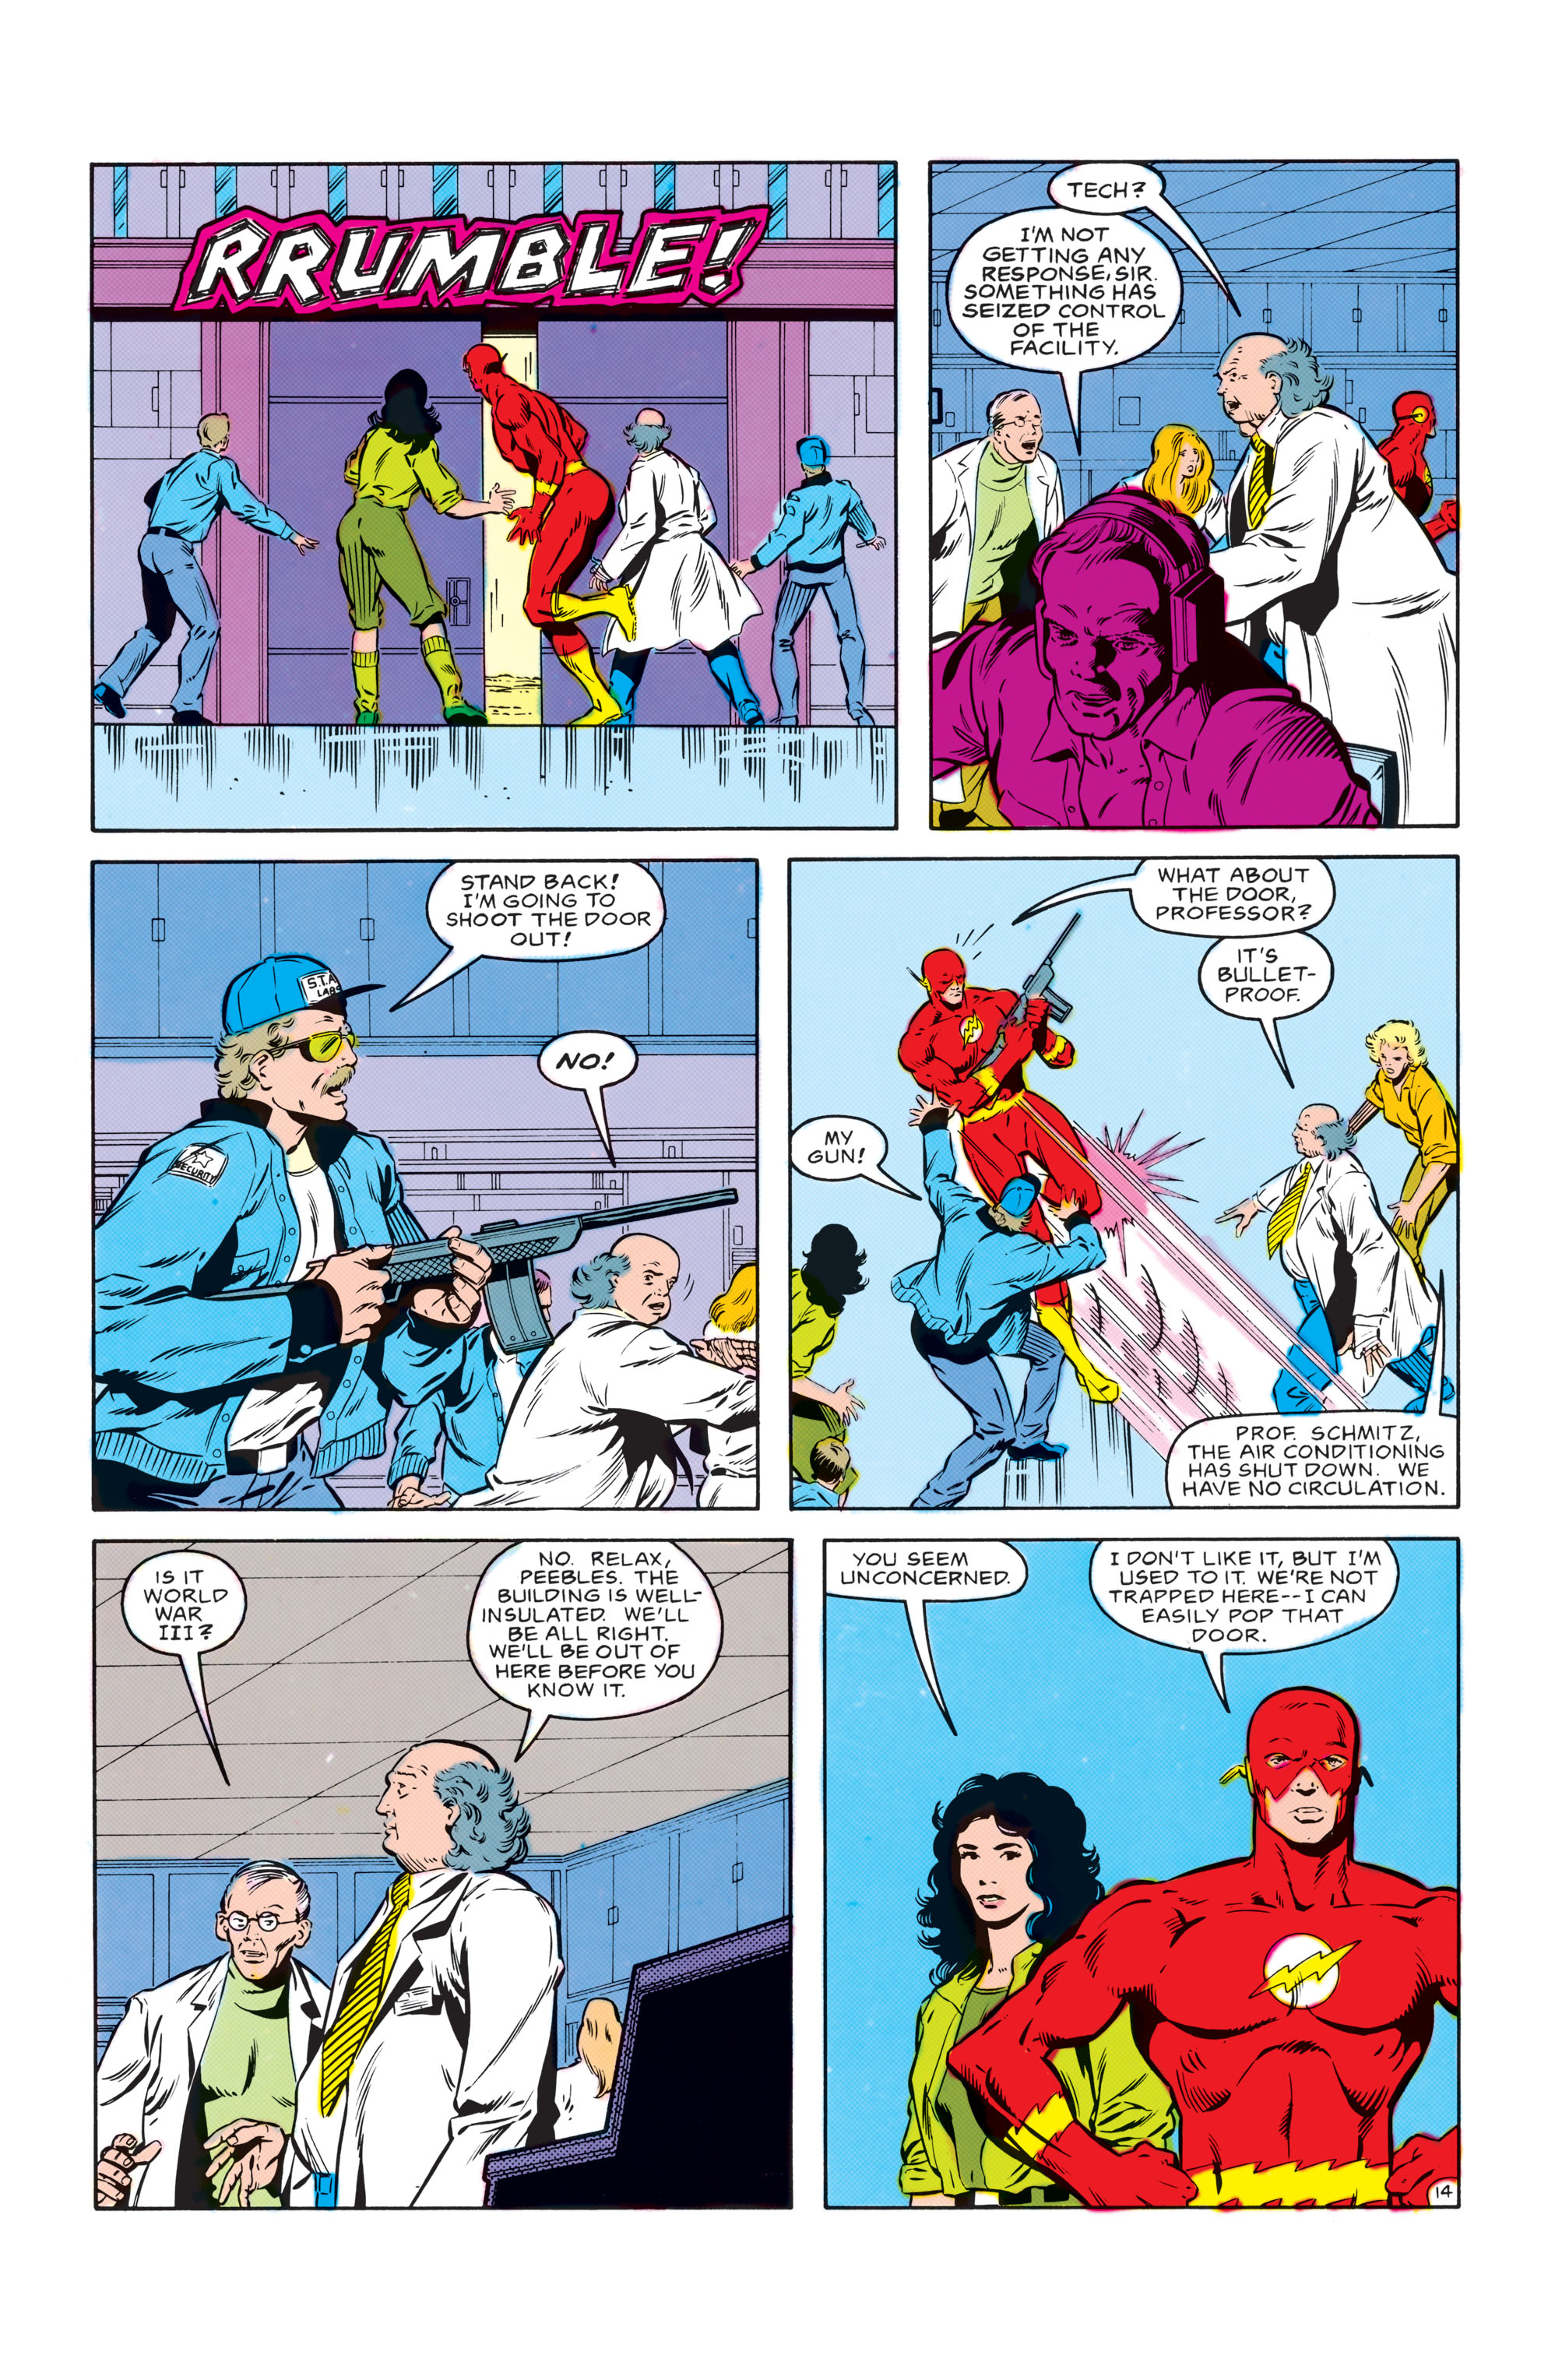 RRUMBLE!
TECH?
I'M NOT
GETTING ANY
RESPONSE, SIR.
SOMETHING HAS
SEIZED CONTROL
OF THE
FACILITY.
STAND BACK!
I'M GOING TO
SHOOT THE DOOR
OUT!
S.T.A
LABS
SECURITY
NO!
WHAT ABOUT
THE DOOR,
PROFESSOR?
IT'S
BULLET-
PROOF.
MY
GUN!
PROF. SCHMITZ,
THE AIR CONDITIONING
HAS SHUT DOWN. WE
HAVE NO CIRCULATION.
IS IT
WORLD
WAR
III?
NO. RELAX,
PEEBLES. THE
BUILDING IS WELL-
INSULATED. WE'LL
BE ALL RIGHT.
WE'LL BE OUT OF
HERE BEFORE YOU
KNOW IT.
YOU SEEM
UNCONCERNED.
I DON'T LIKE IT, BUT I'M
USED TO IT. WE'RE NOT
TRAPPED HERE--I CAN
EASILY POP THAT
DOOR.
14